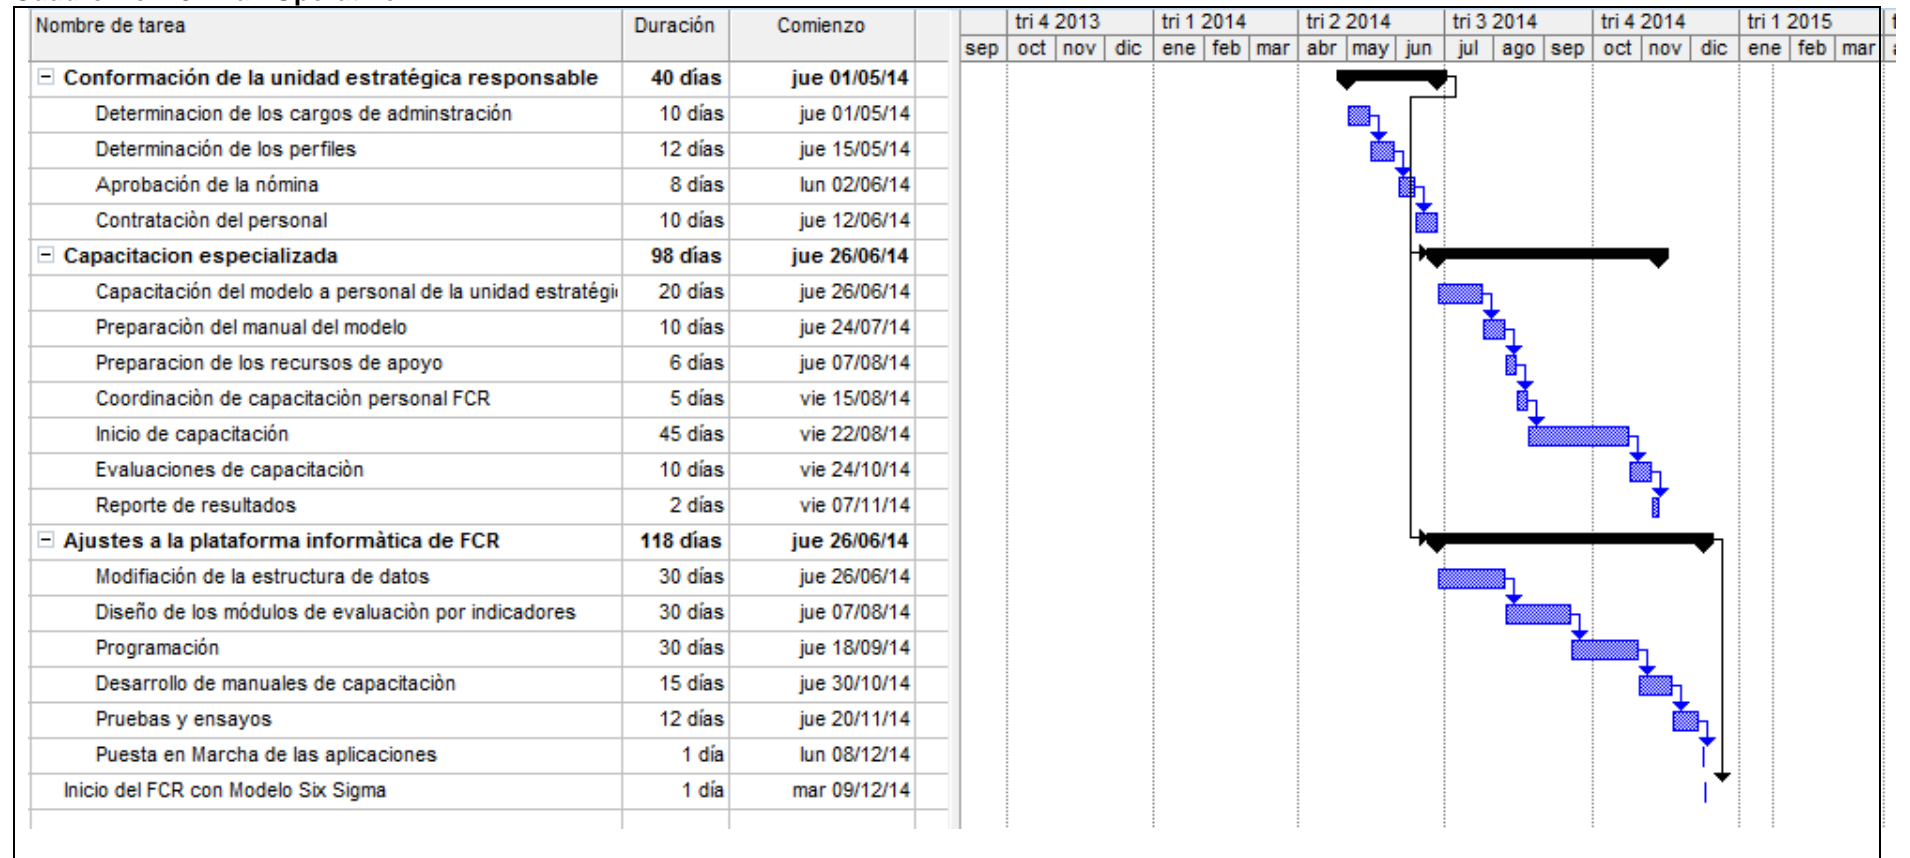 Nombre de tarea Duración Comienzo tri 4 2013 tri 1 2014 tri 2 2014 tri 3 2014 tri 4 2014 tri 1 2015
sep oct nov dic ene feb mar abr may jun jul ago sep oct nov dic ene feb mar
Conformación de la unidad estratégica responsable 40 días jue 01/05/14
Determinacion de los cargos de adminstración 10 días jue 01/05/14
Determinación de los perfiles 12 días jue 15/05/14
Aprobación de la nómina 8 días lun 02/06/14
Contrataciòn del personal 10 días jue 12/06/14
Capacitacion especializada 98 días jue 26/06/14
Capacitación del modelo a personal de la unidad estratégi 20 días jue 26/06/14
Preparaciòn del manual del modelo 10 días jue 24/07/14
Preparacion de los recursos de apoyo 6 días jue 07/08/14
Coordinaciòn de capacitaciòn personal FCR 5 días vie 15/08/14
Inicio de capacitación 45 días vie 22/08/14
Evaluaciones de capacitaciòn 10 días vie 24/10/14
Reporte de resultados 2 días vie 07/11/14
Ajustes a la plataforma informàtica de FCR 118 días jue 26/06/14
Modifiación de la estructura de datos 30 días jue 26/06/14
Diseño de los módulos de evaluaciòn por indicadores 30 días jue 07/08/14
Programación 30 días jue 18/09/14
Desarrollo de manuales de capacitaciòn 15 días jue 30/10/14
Pruebas y ensayos 12 días jue 20/11/14
Puesta en Marcha de las aplicaciones 1 día lun 08/12/14
Inicio del FCR con Modelo Six Sigma 1 día mar 09/12/14